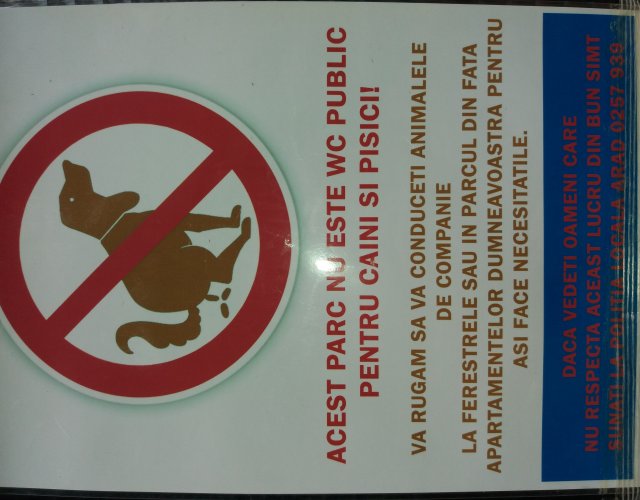 ACEST PARC NU ESTE WC PUBLIC
PENTRU CAINI SI PISICI!
VA RUGAM SA VA CONDUCETI ANIMALELE
DE COMPANIE
LA FERESTRELE SAU IN PARCUL DIN FATA
APARTAMENTELOR DUMNEAVOASTRA PENTRU
ASI FACE NECESITATILE.
DACA VEDETI OAMENI CARE
NU RESPECTA ACEAST LUCRU DIN BUN SIMT
SUNATI LA POLITIA LOCALA ARAD 0257 939